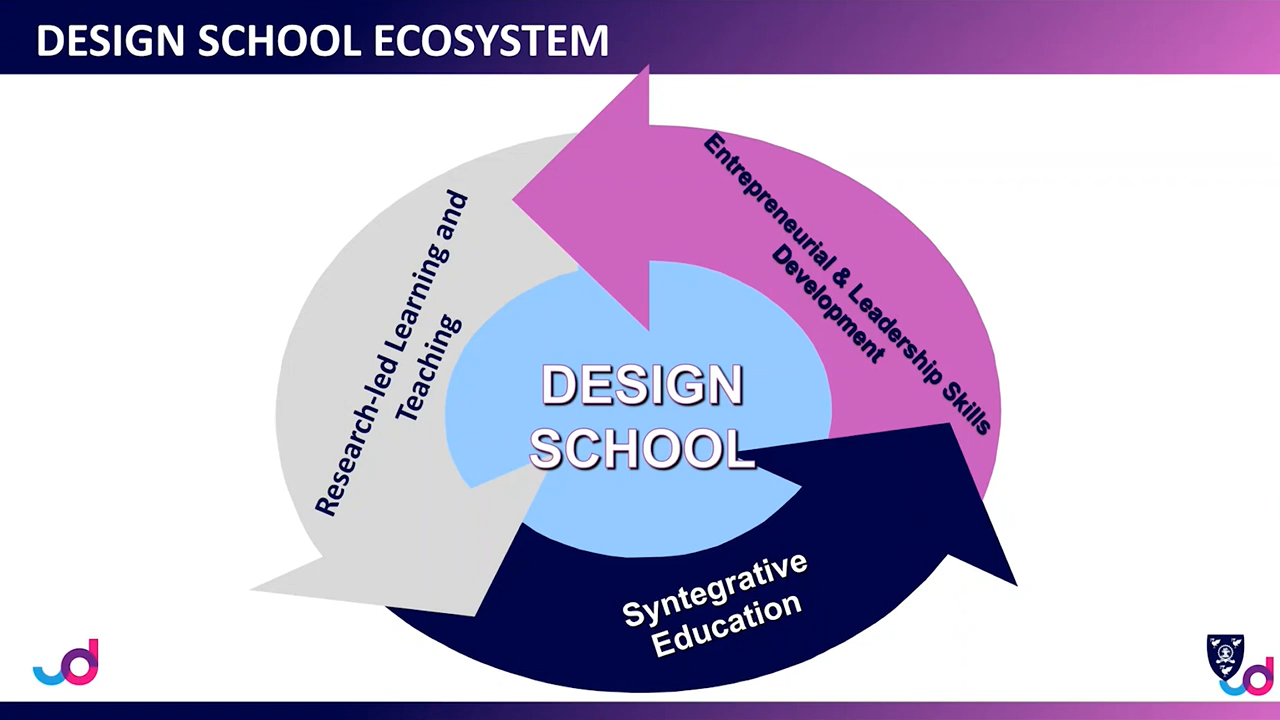 DESIGN SCHOOL ECOSYSTEM
Research-led Learning and
Teaching
Entrepreneurial & Leadership Skills
Development
DESIGN
SCHOOL
Syntegrative
Education